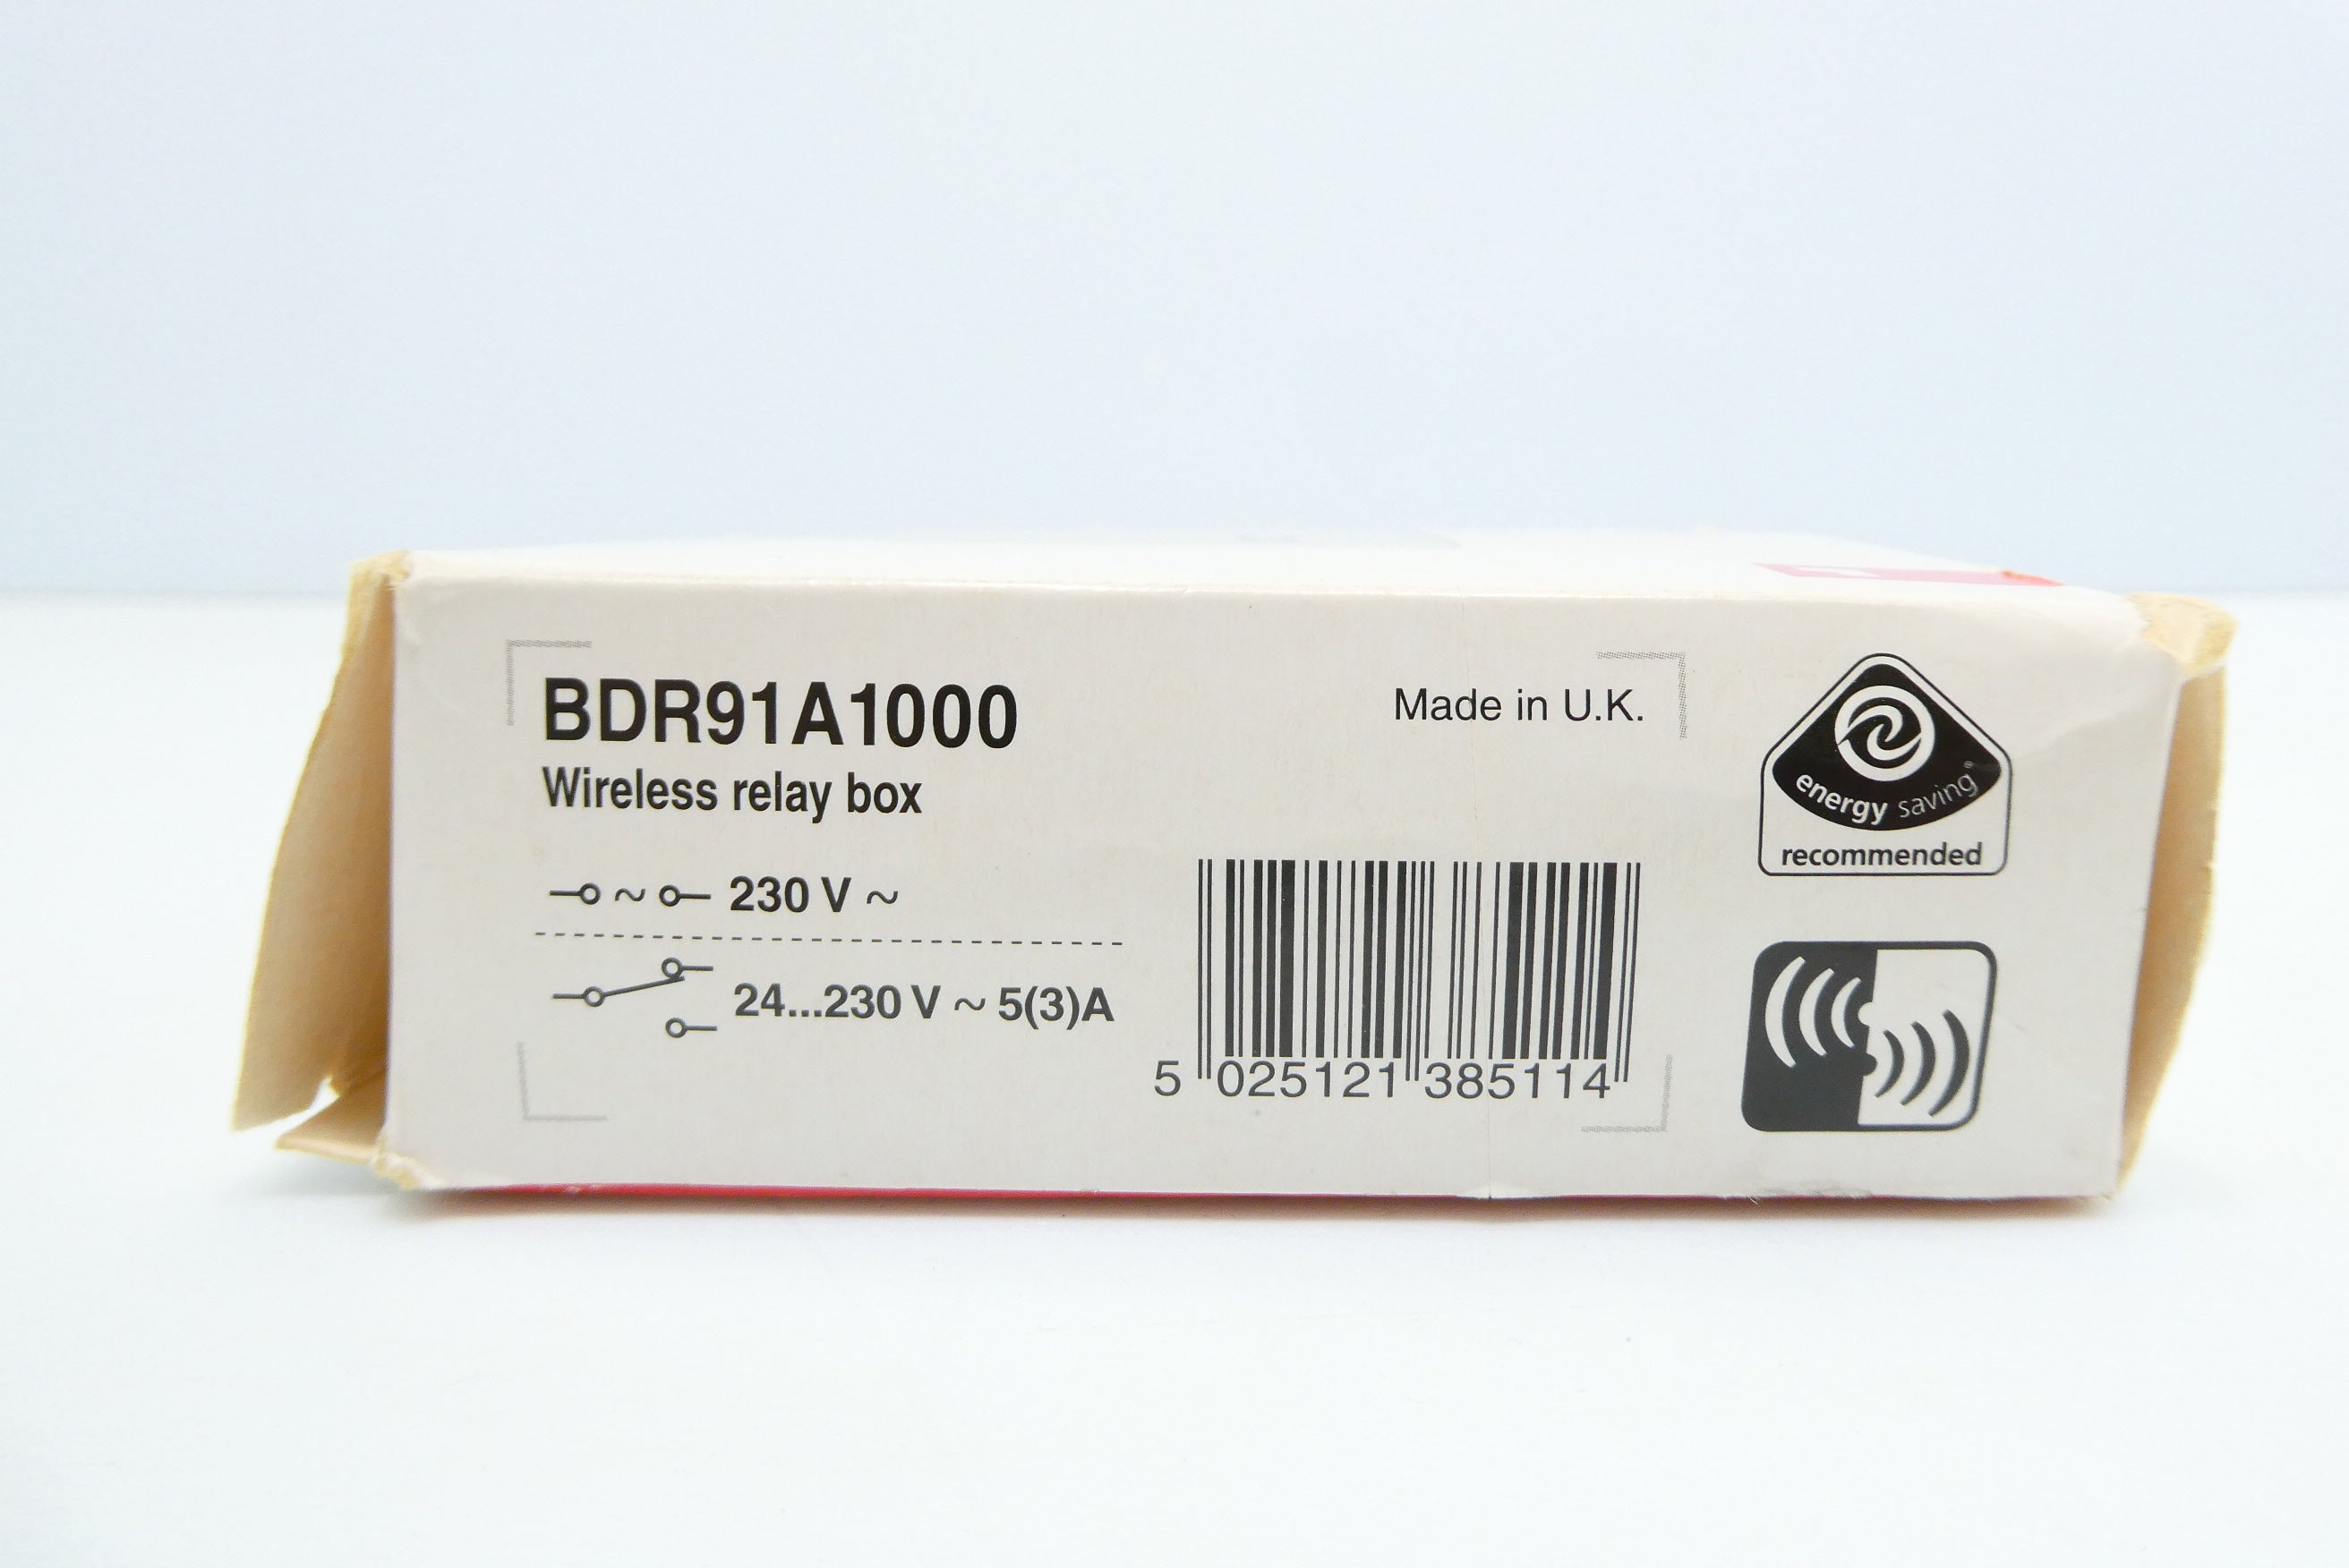 BDR91A1000
Made in U.K.
Wireless relay box
230 V ~
24...230 V ~ 5(3)A
5 025121 385114
energy saving®
recommended